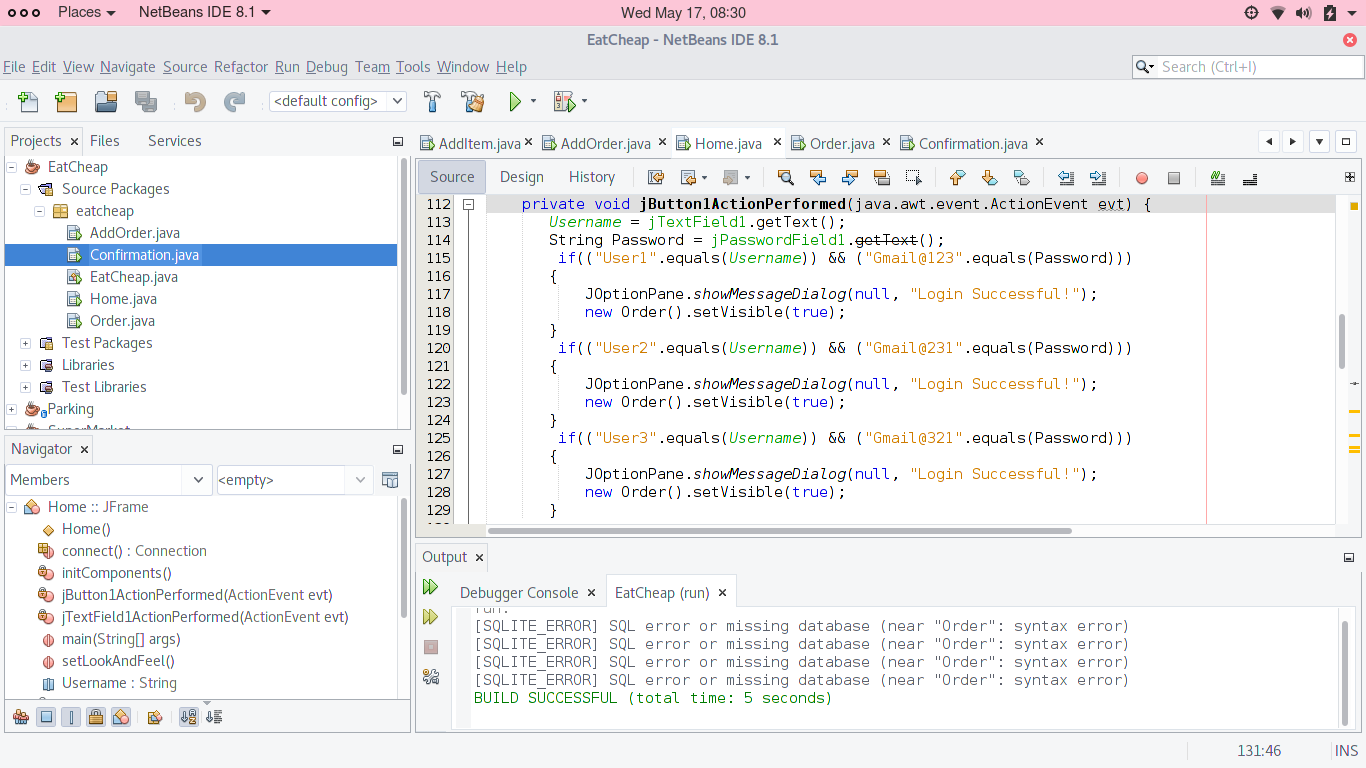 Places
NetBeans IDE 8.1
Wed May 17, 08:30
EatCheap - NetBeans IDE 8.1
File Edit View Navigate Source Refactor Run Debug Team Tools Window Help
Search (Ctrl+I)
<default config>
Projects
Files
Services
EatCheap
Source Packages
eatcheap
AddOrder.java
Confirmation.java
EatCheap.java
Home.java
Order.java
Test Packages
Libraries
Test Libraries
Parking
SuperMarket
Navigator
Members
<empty>
Home :: JFrame
Home()
connect() : Connection
initComponents()
jButton1ActionPerformed(ActionEvent evt)
jTextField1ActionPerformed(ActionEvent evt)
main(String[] args)
setLookAndFeel()
Username : String
AddItem.java
AddOrder.java
Home.java
Order.java
Confirmation.java
Source
Design
History
112 private void jButton1ActionPerformed(java.awt.event.ActionEvent evt) {
113 Username = jTextField1.getText();
114 String Password = jPasswordField1.getText();
115 if(("User1".equals(Username)) && ("Gmail@123".equals(Password)))
116 {
117 JOptionPane.showMessageDialog(null, "Login Successful!");
118 new Order().setVisible(true);
119 }
120 if(("User2".equals(Username)) && ("Gmail@231".equals(Password)))
121 {
122 JOptionPane.showMessageDialog(null, "Login Successful!");
123 new Order().setVisible(true);
124 }
125 if(("User3".equals(Username)) && ("Gmail@321".equals(Password)))
126 {
127 JOptionPane.showMessageDialog(null, "Login Successful!");
128 new Order().setVisible(true);
129 }
Output
Debugger Console
EatCheap (run)
run:
[SQLITE_ERROR] SQL error or missing database (near "Order": syntax error)
[SQLITE_ERROR] SQL error or missing database (near "Order": syntax error)
[SQLITE_ERROR] SQL error or missing database (near "Order": syntax error)
[SQLITE_ERROR] SQL error or missing database (near "Order": syntax error)
BUILD SUCCESSFUL (total time: 5 seconds)
131:46
INS